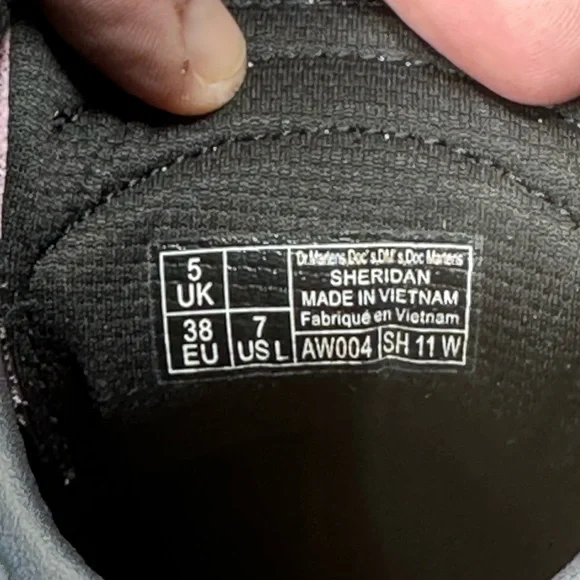 5
UK
38
EU
7
US L
Dr.Martens,Doc's,DM's,Doc Martens
SHERIDAN
MADE IN VIETNAM
Fabriqué en Vietnam
AW004 SH 11 W